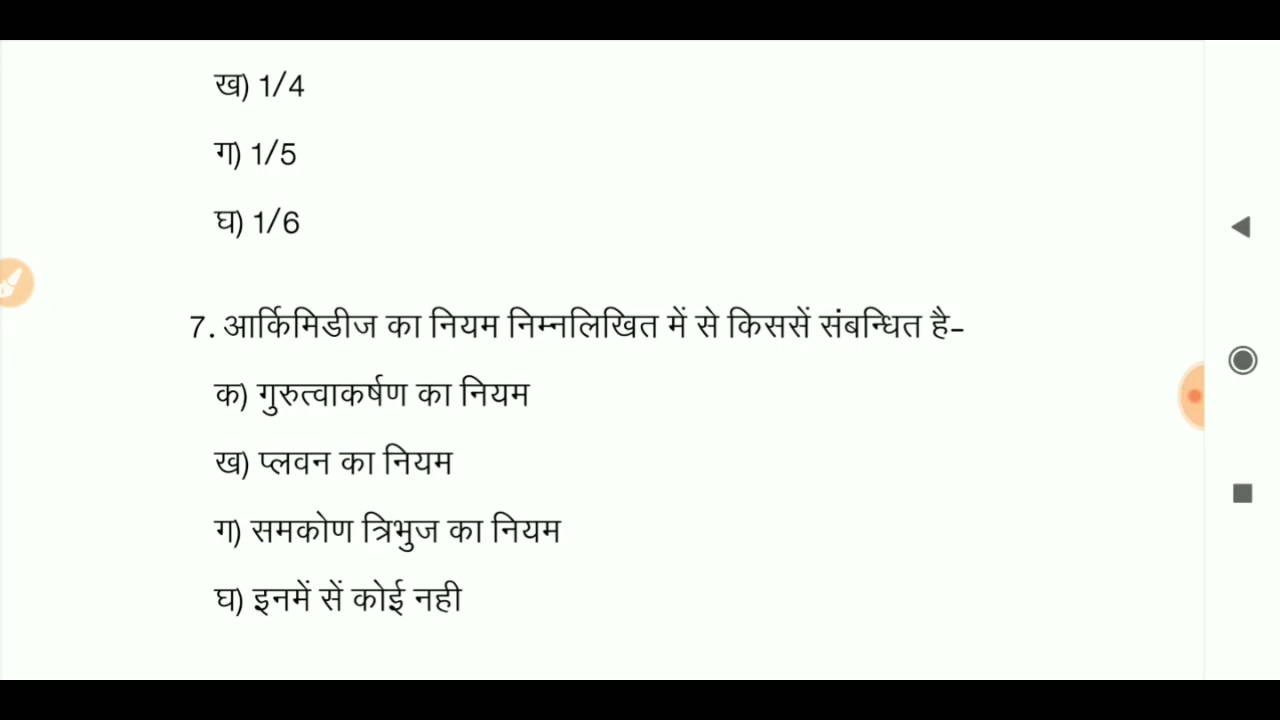 ख) 1/4
ग) 1/5
घ) 1/6
7. आर्किमिडीज का नियम निम्नलिखित में से किससें संबन्धित है-
क) गुरुत्वाकर्षण का नियम
ख) प्लवन का नियम
ग) समकोण त्रिभुज का नियम
घ) इनमें सें कोई नही